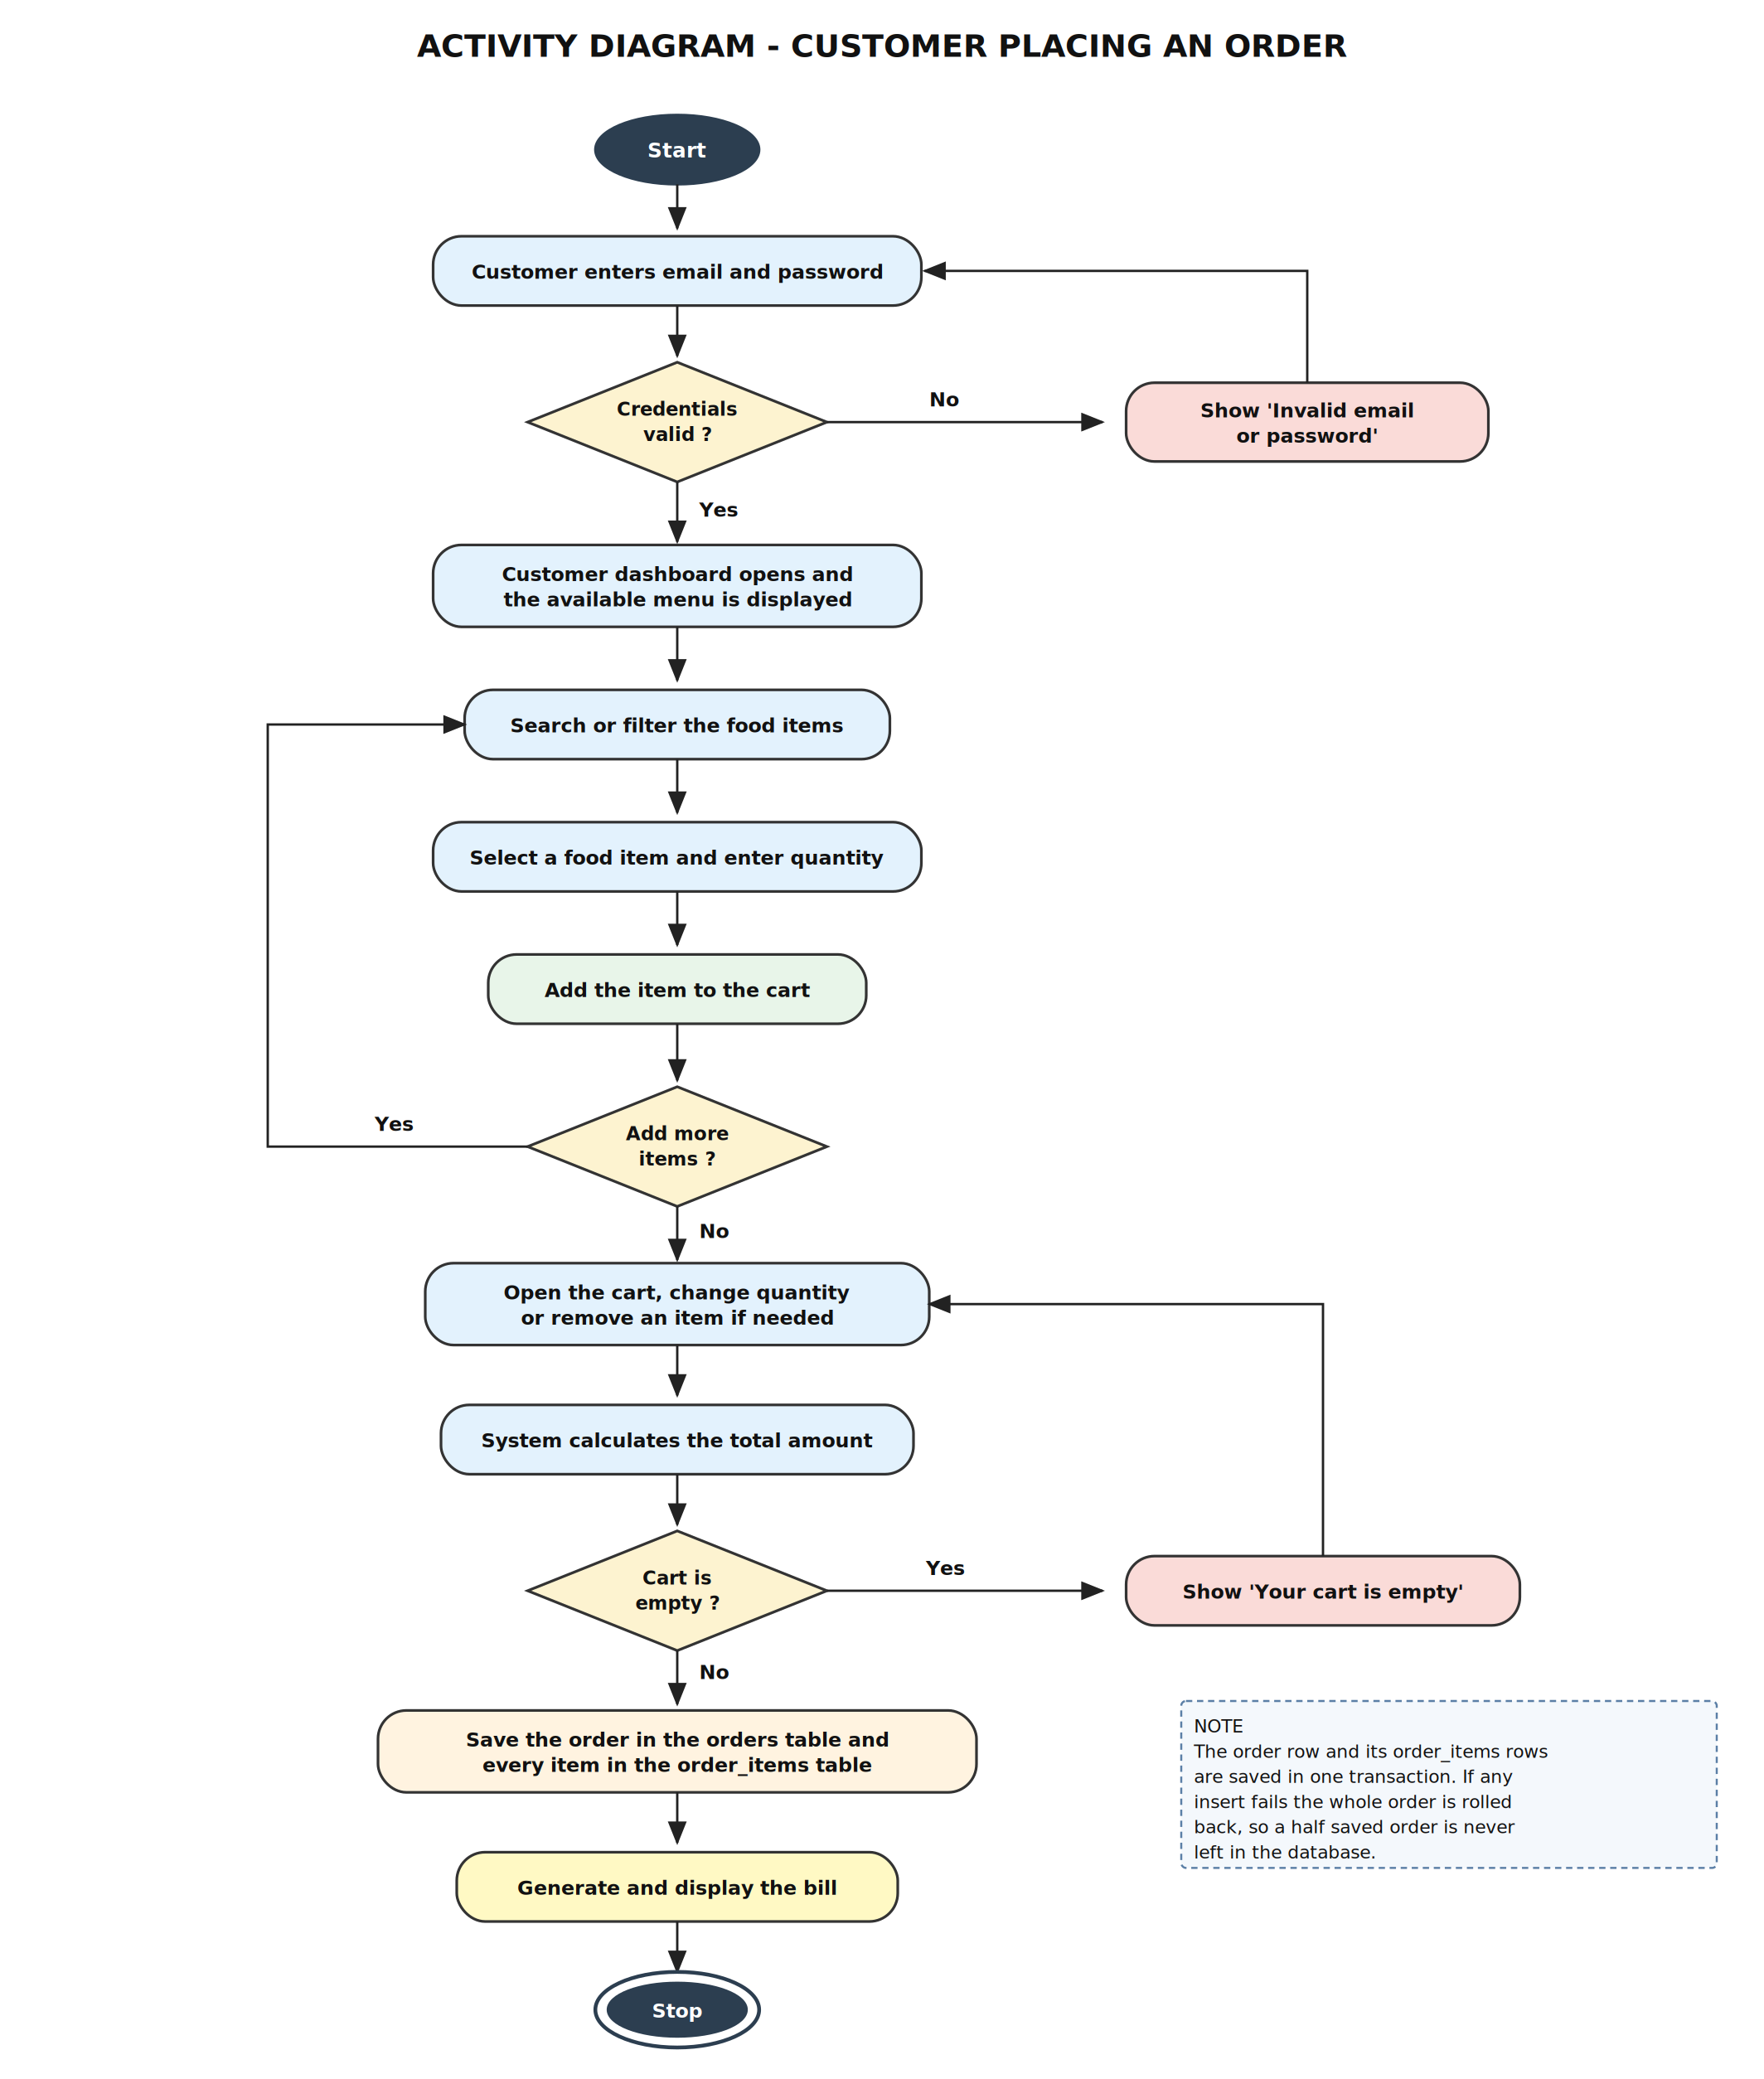 ACTIVITY DIAGRAM - CUSTOMER PLACING AN ORDER
Start
Customer enters email and password
Credentials
valid ?
No
Show 'Invalid email
or password'
Yes
Customer dashboard opens and
the available menu is displayed
Search or filter the food items
Select a food item and enter quantity
Add the item to the cart
Add more
items ?
Yes
No
Open the cart, change quantity
or remove an item if needed
System calculates the total amount
Cart is
empty ?
Yes
Show 'Your cart is empty'
No
Save the order in the orders table and
every item in the order_items table
NOTE
The order row and its order_items rows
are saved in one transaction. If any
insert fails the whole order is rolled
back, so a half saved order is never
left in the database.
Generate and display the bill
Stop